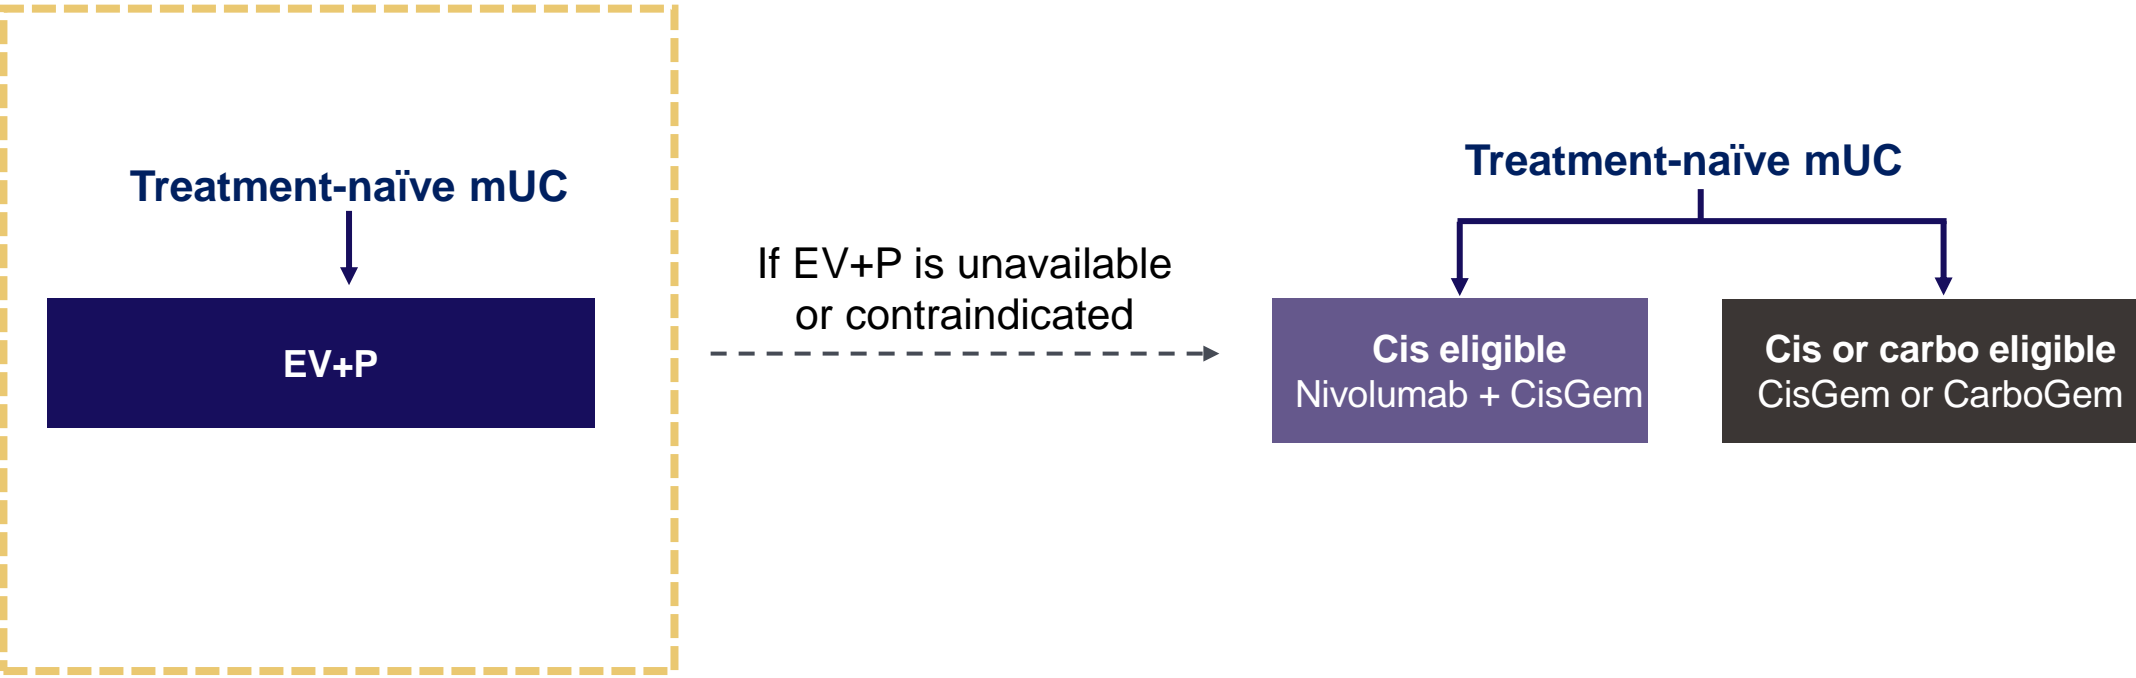 Treatment-naïve mUC
EV+P
If EV+P is unavailable
or contraindicated
Treatment-naïve mUC
Cis eligible
Nivolumab + CisGem
Cis or carbo eligible
CisGem or CarboGem